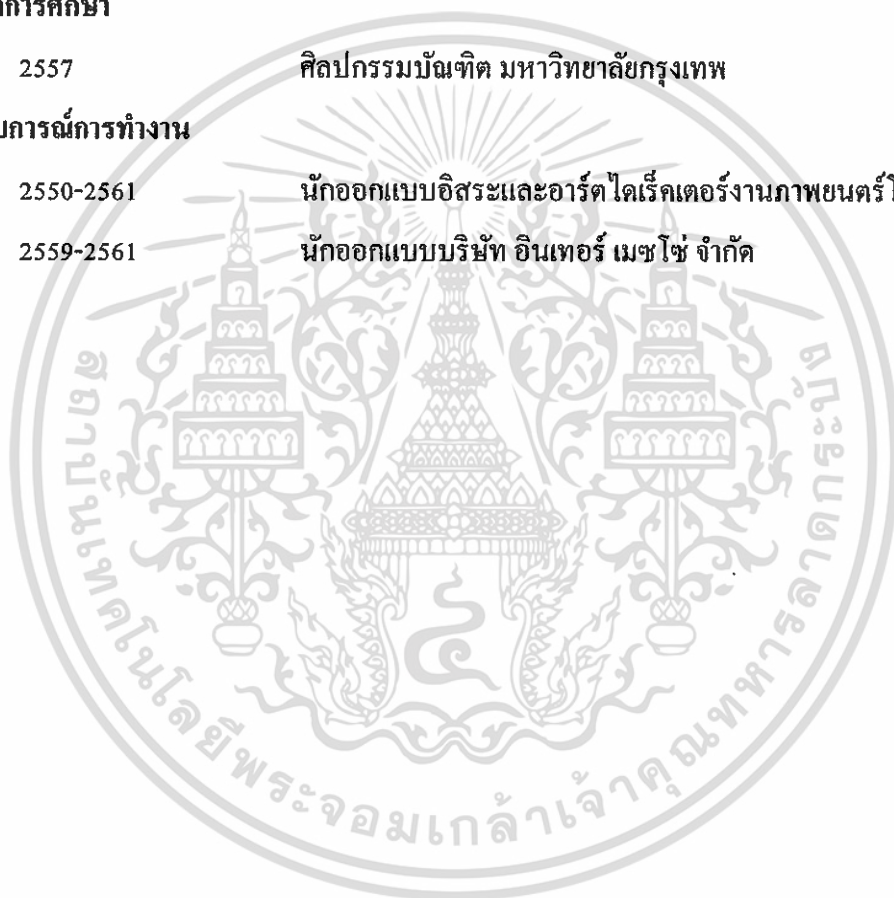 การศึกษา
2557 ศิลปกรรมบัณฑิต มหาวิทยาลัยกรุงเทพ
การณ์การทำงาน
2550-2561 นักออกแบบอิสระและอาร์ตไดเร็คเตอร์งานภาพยนตร์
2559-2561 นักออกแบบบริษัท อินเทอร์ เมซโซ่ จำกัด
สถาบันเทคโนโลยีพระจอมเกล้าเจ้าคุณทหารลาดกระบัง
๔